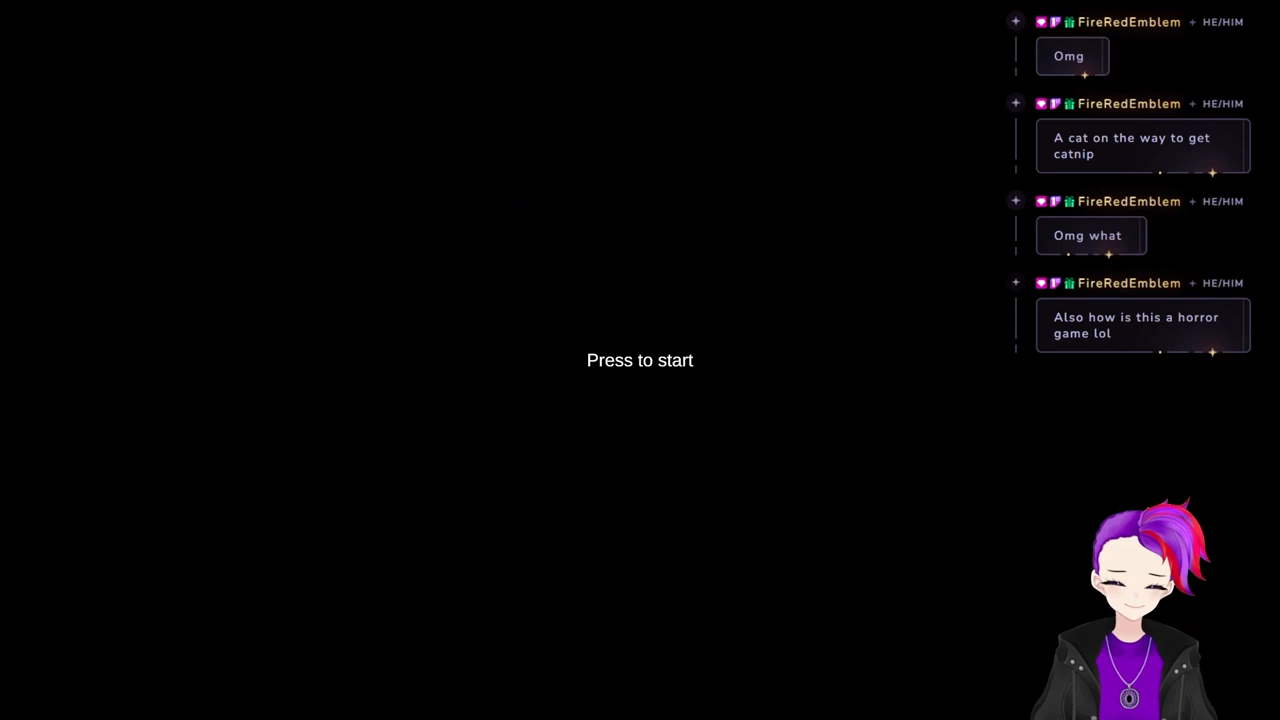 FireRedEmblem HE/HIM
Omg
FireRedEmblem HE/HIM
A cat on the way to get
catnip
FireRedEmblem HE/HIM
Omg what
FireRedEmblem HE/HIM
Also how is this a horror
game lol
Press to start